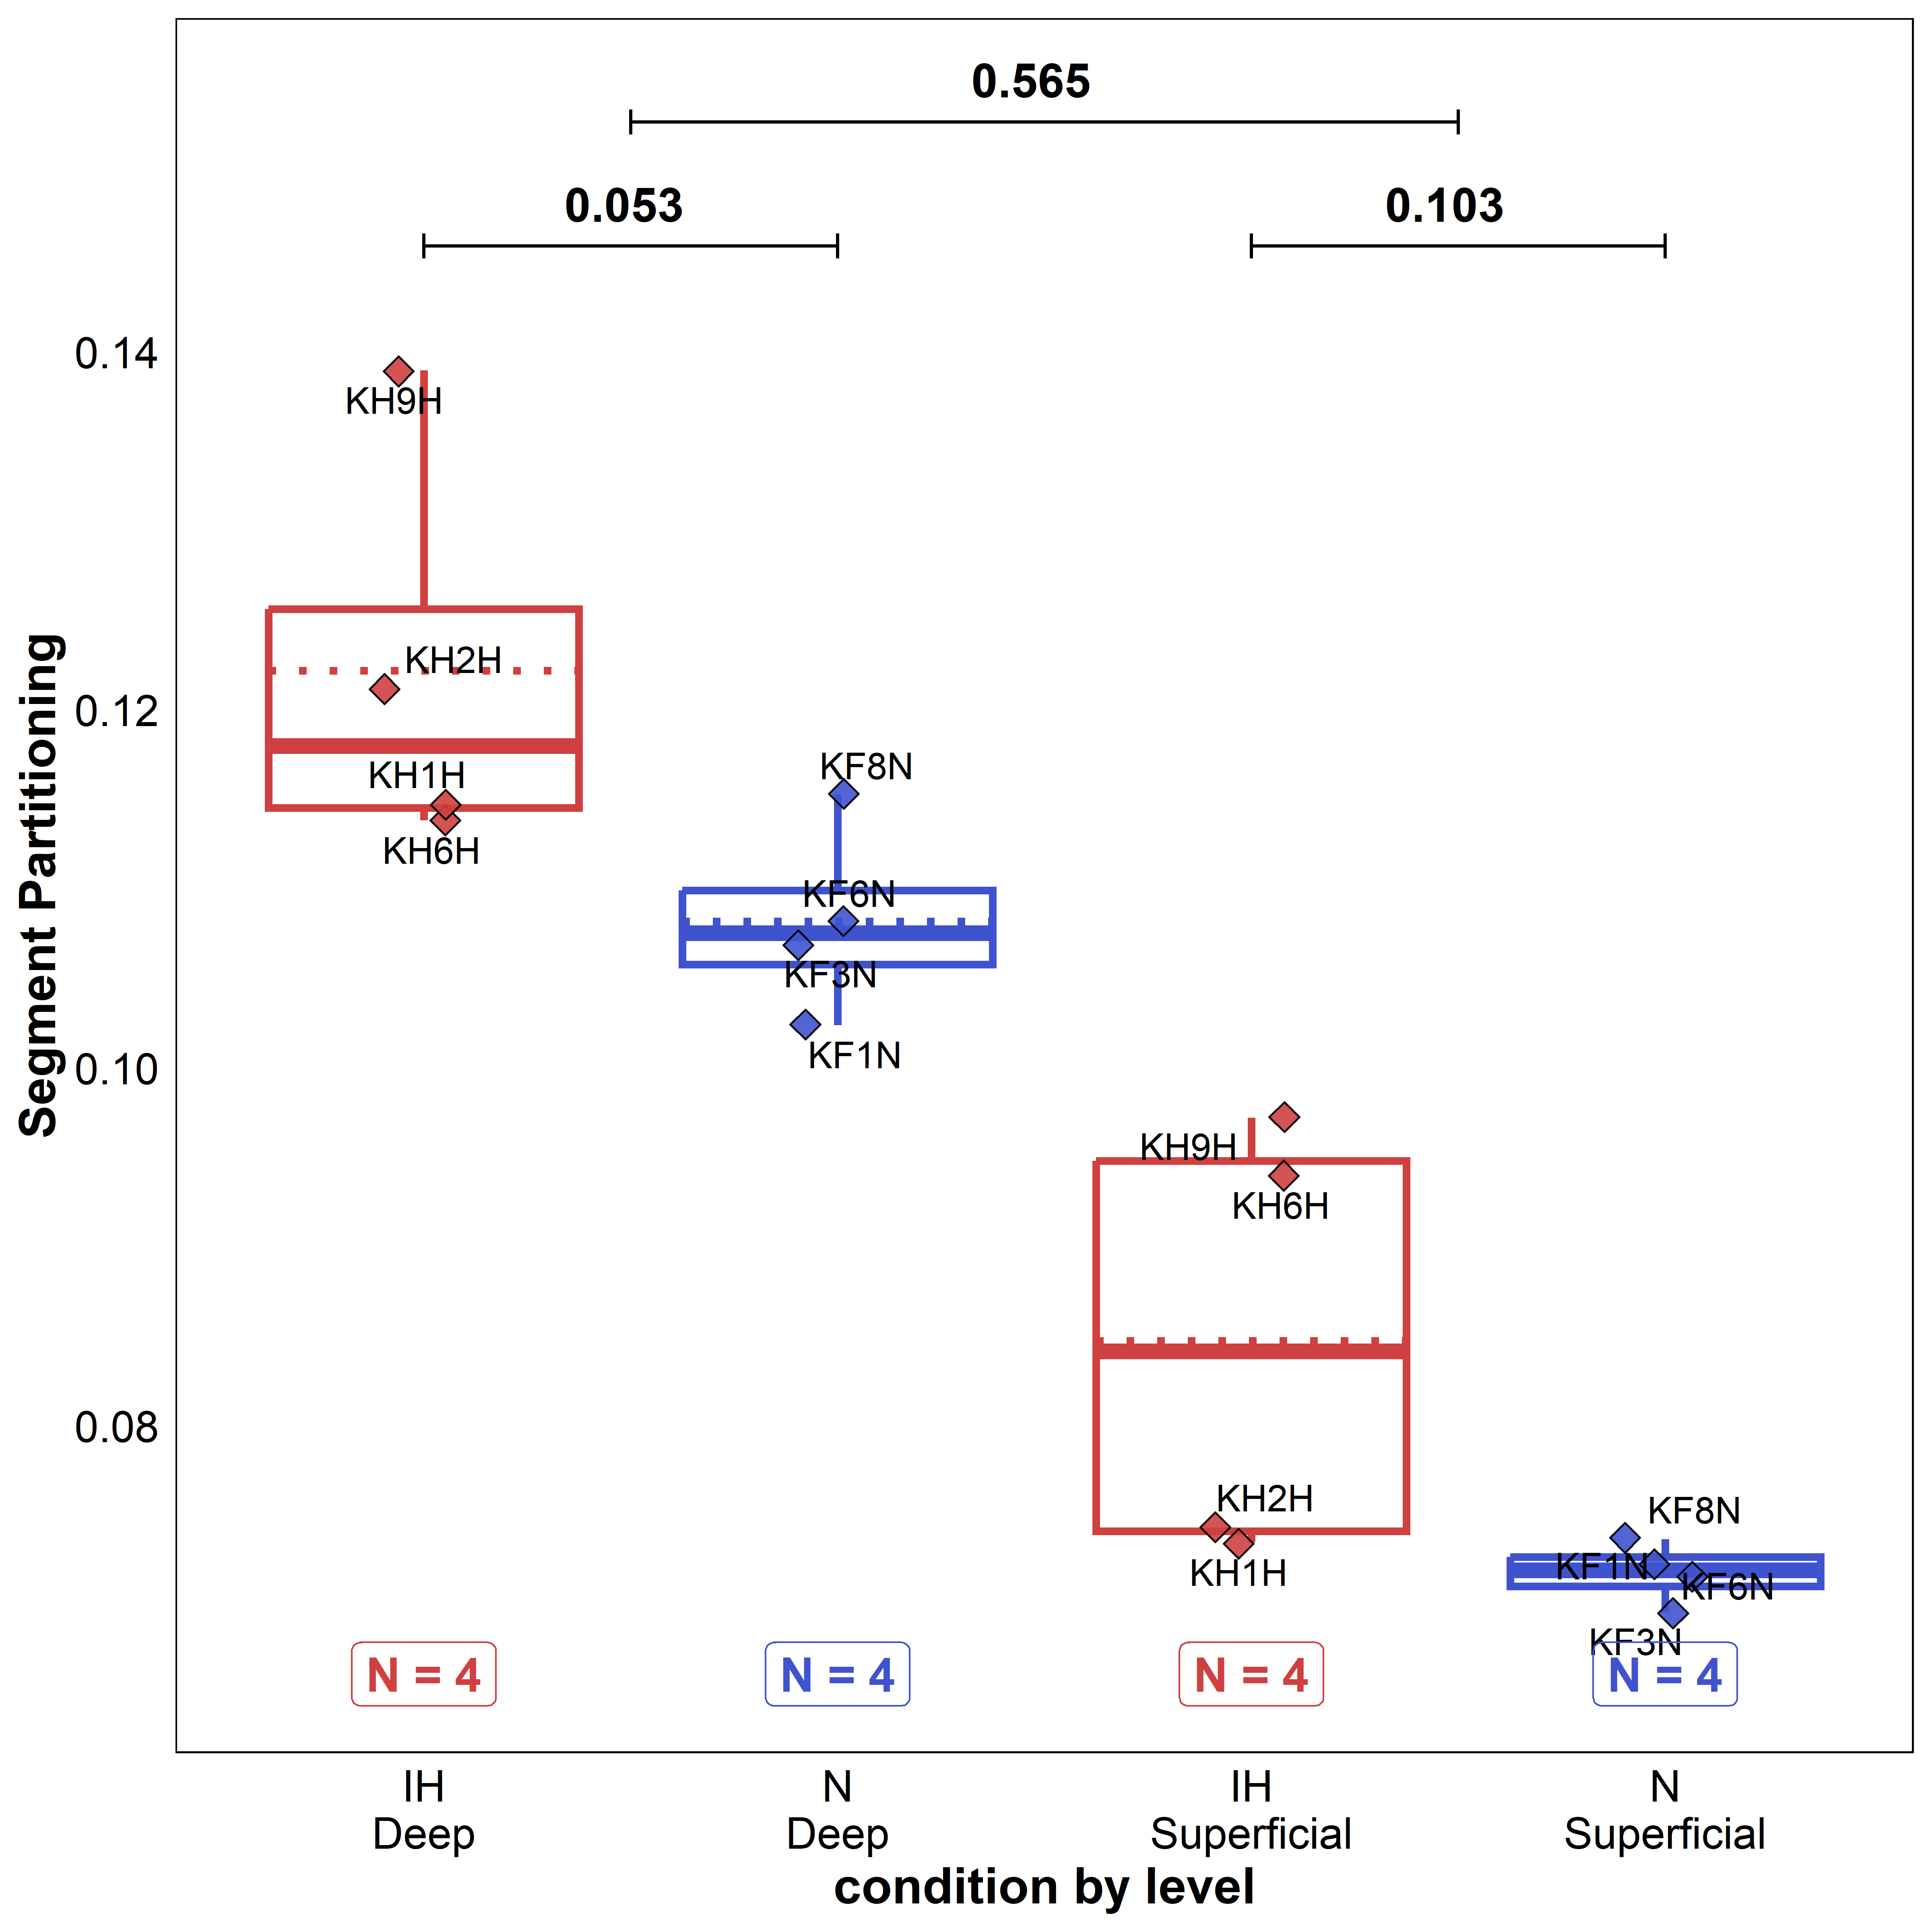 0.565
0.053
0.103
0.14
0.12
0.10
0.08
Segment Partitioning
KH9H
KH2H
KH1H
KH6H
KF8N
KF6N
KF3N
KF1N
KH9H
KH6H
KH2H
KH1H
KF8N
KF1N
KF6N
KF3N
N = 4
N = 4
N = 4
N = 4
IH
Deep
N
Deep
IH
Superficial
N
Superficial
condition by level